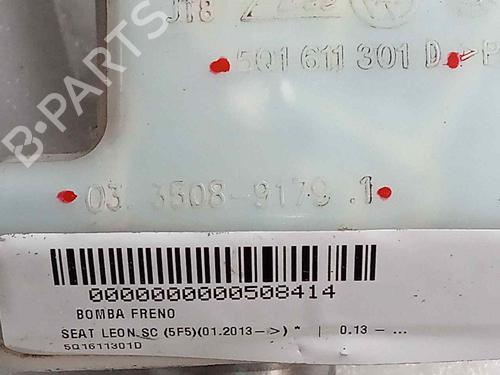 JT8
5Q1 611 301 D
03. 3508-9179 .1
B-PARTS
0000000000508414
BOMBA FRENO
SEAT LEON SC (5F5)(01.2013->) * | 0.13 - ...
5Q1611301D